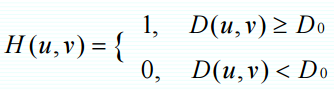 1, D(u,v) ≥ D0
H(u,v) = {
0, D(u,v) < D0